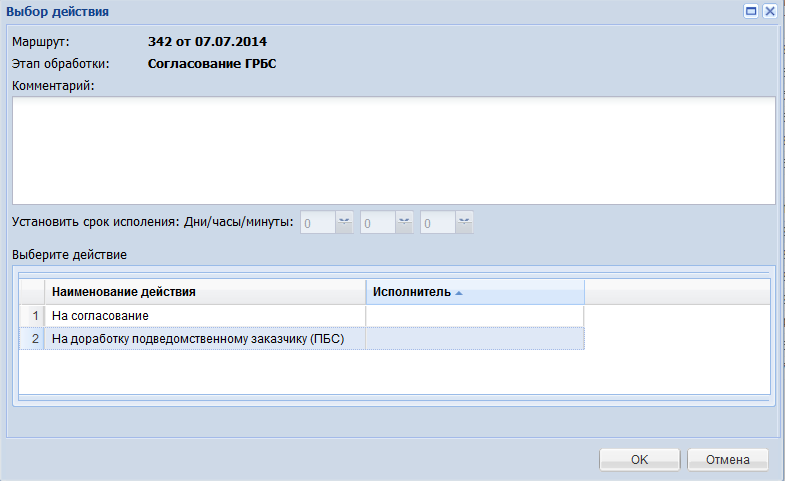 Выбор действия
Маршрут: 342 от 07.07.2014
Этап обработки: Согласование ГРБС
Комментарий:
Установить срок исполения: Дни/часы/минуты: 0 0 0
Выберите действие
Наименование действия Исполнитель
1 На согласование
2 На доработку подведомственному заказчику (ПБС)
OK Отмена